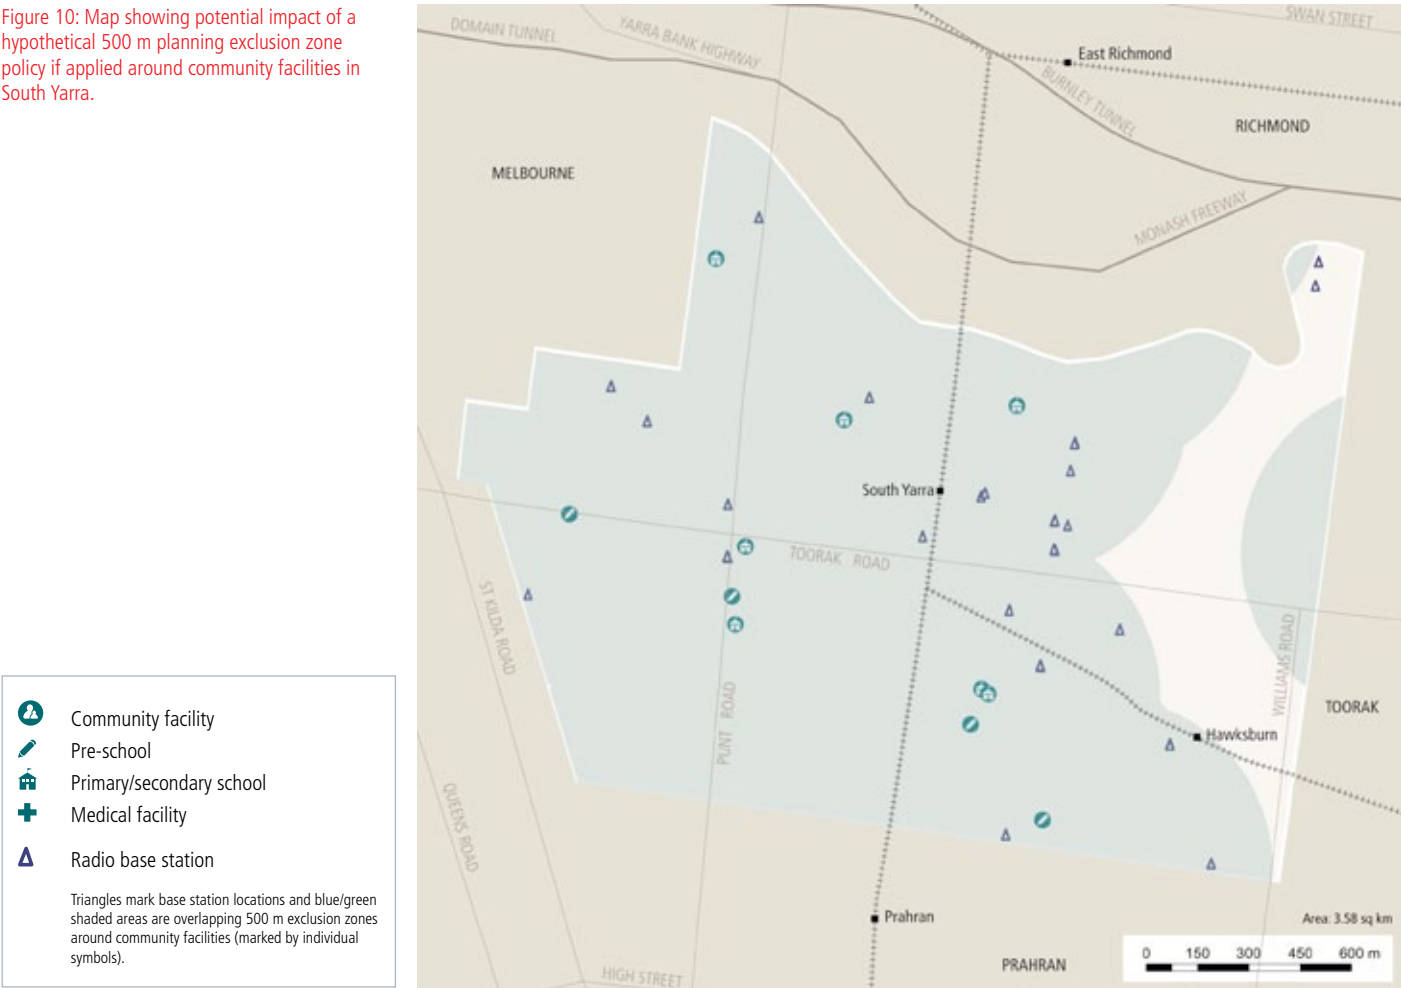 Figure 10: Map showing potential impact of a
hypothetical 500 m planning exclusion zone
policy if applied around community facilities in
South Yarra.
SWAN STREET
DOMAIN TUNNEL
YARRA BANK HIGHWAY
East Richmond
BURNLEY TUNNEL
RICHMOND
MELBOURNE
MONASH FREEWAY
South Yarra
TOORAK ROAD
ST KILDA ROAD
PUNT ROAD
WILLIAMS ROAD
TOORAK
Hawksburn
QUEENS ROAD
Prahran
PRAHRAN
HIGH STREET
Area: 3.58 sq km
0 150 300 450 600 m
Community facility
Pre-school
Primary/secondary school
Medical facility
Radio base station
Triangles mark base station locations and blue/green
shaded areas are overlapping 500 m exclusion zones
around community facilities (marked by individual
symbols).